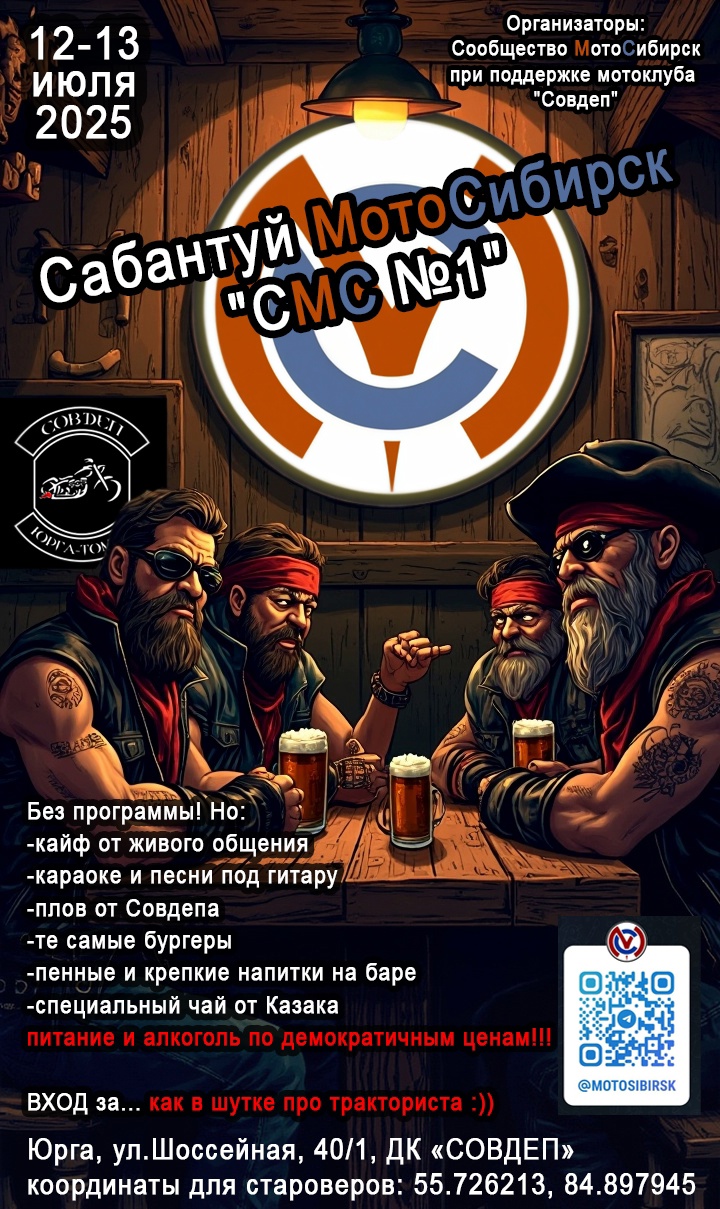 12-13
июля
2025
Организаторы:
Сообщество МотоСибирск
при поддержке мотоклуба
"Совдеп"
Сабантуй МотоСибирск
"СМС №1"
СОВДЕП
ЮРГА-ТОМ
Без программы! Но:
-кайф от живого общения
-караоке и песни под гитару
-плов от Совдепа
-те самые бургеры
-пенные и крепкие напитки на баре
-специальный чай от Казака
питание и алкоголь по демократичным ценам!!!
@MOTOSIBIRSK
ВХОД за... как в шутке про тракториста :))
Юрга, ул.Шоссейная, 40/1, ДК «СОВДЕП»
координаты для староверов: 55.726213, 84.897945